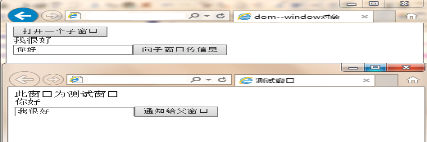 dom--window对象
打开一个子窗口
我很好
你好
向子窗口传信息
测试窗口
此窗口为测试窗口
你好
我很好
通知给父窗口